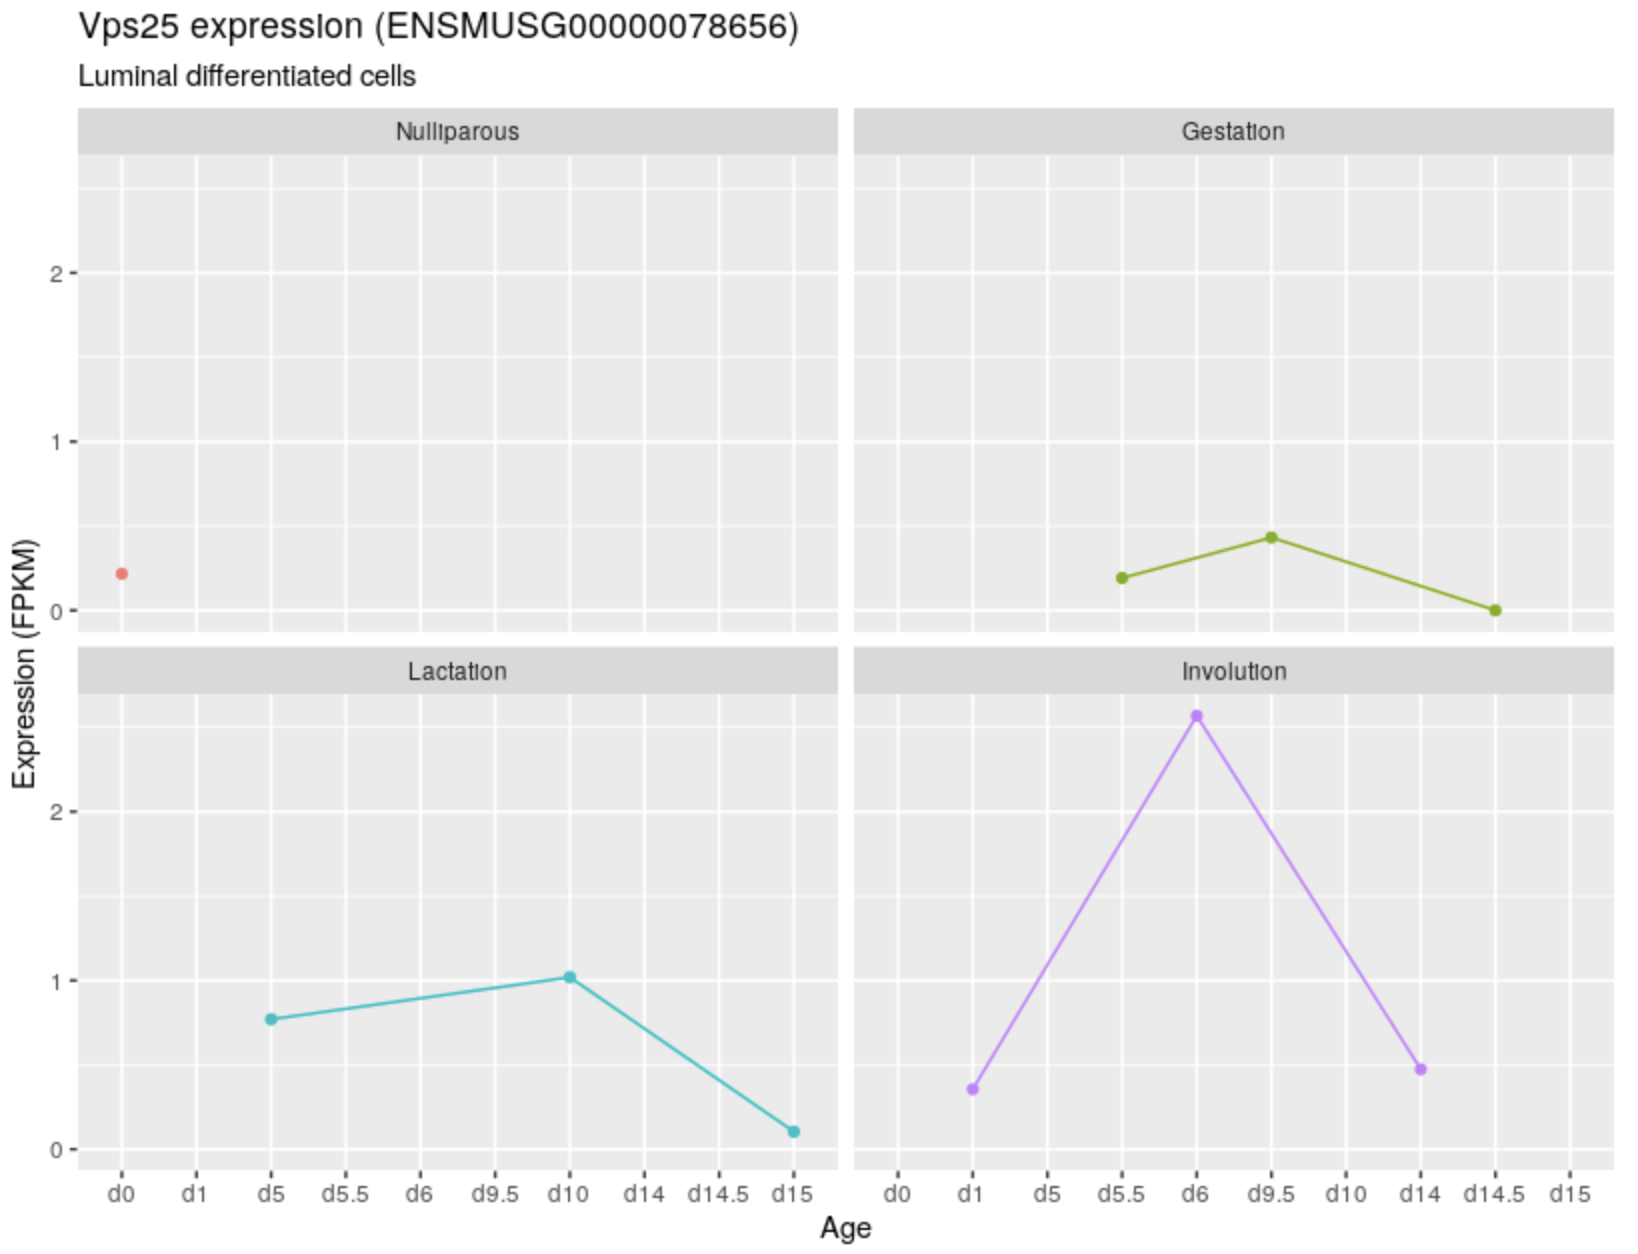 Vps25 expression (ENSMUSG00000078656)
Luminal differentiated cells
Nulliparous
Gestation
2
1
0
Lactation
Involution
2
1
0
Expression (FPKM)
d0 d1 d5 d5.5 d6 d9.5 d10 d14 d14.5 d15
d0 d1 d5 d5.5 d6 d9.5 d10 d14 d14.5 d15
Age